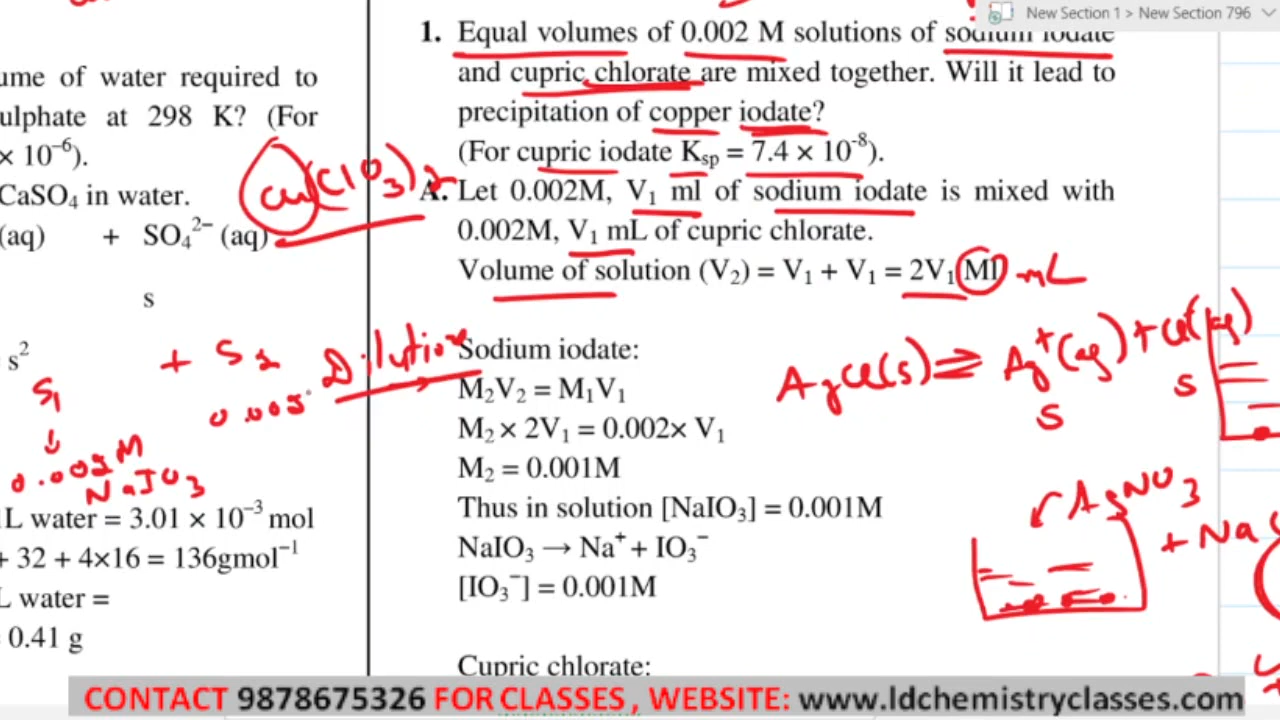 New Section 1 > New Section 796
ume of water required to
ulphate at 298 K? (For
× 10⁻⁶).
CaSO₄ in water.
(aq) + SO₄²⁻ (aq)
s
s²
+ S₂
S₁
0.002M
NaIO₃
L water = 3.01 × 10⁻³ mol
+ 32 + 4×16 = 136gmol⁻¹
L water =
0.41 g
Cu(ClO₃)₂
Dilution
1. Equal volumes of 0.002 M solutions of sodium iodate
and cupric chlorate are mixed together. Will it lead to
precipitation of copper iodate?
(For cupric iodate Kₛₚ = 7.4 × 10⁻⁸).
A. Let 0.002M, V₁ ml of sodium iodate is mixed with
0.002M, V₁ mL of cupric chlorate.
Volume of solution (V₂) = V₁ + V₁ = 2V₁ Ml mL
Sodium iodate:
M₂V₂ = M₁V₁
M₂ × 2V₁ = 0.002× V₁
M₂ = 0.001M
Thus in solution [NaIO₃] = 0.001M
NaIO₃ → Na⁺ + IO₃⁻
[IO₃⁻] = 0.001M
Cupric chlorate:
AgCl(s) ⇌ Ag⁺(aq) + Cl⁻(aq)
s s
AgNO₃
+ Na
CONTACT 9878675326 FOR CLASSES , WEBSITE: www.ldchemistryclasses.com